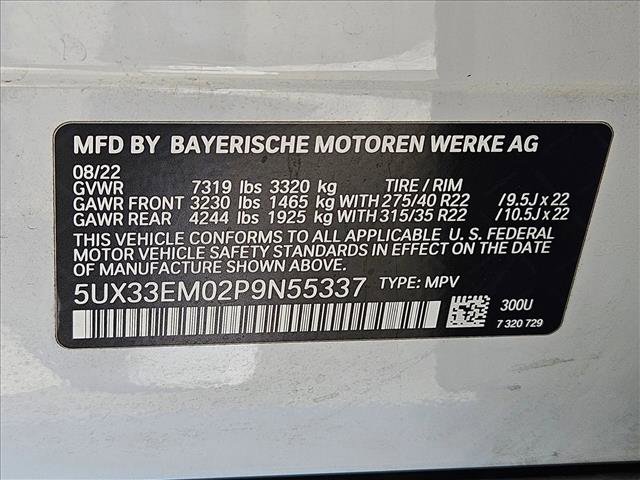 MFD BY BAYERISCHE MOTOREN WERKE AG
08/22
GVWR 7319 lbs 3320 kg TIRE / RIM
GAWR FRONT 3230 lbs 1465 kg WITH 275/40 R22 /9.5J x 22
GAWR REAR 4244 lbs 1925 kg WITH 315/35 R22 /10.5J x 22
THIS VEHICLE CONFORMS TO ALL APPLICABLE U. S. FEDERAL
MOTOR VEHICLE SAFETY STANDARDS IN EFFECT ON THE DATE
OF MANUFACTURE SHOWN ABOVE.
5UX33EM02P9N55337 TYPE: MPV
300U
7 320 729